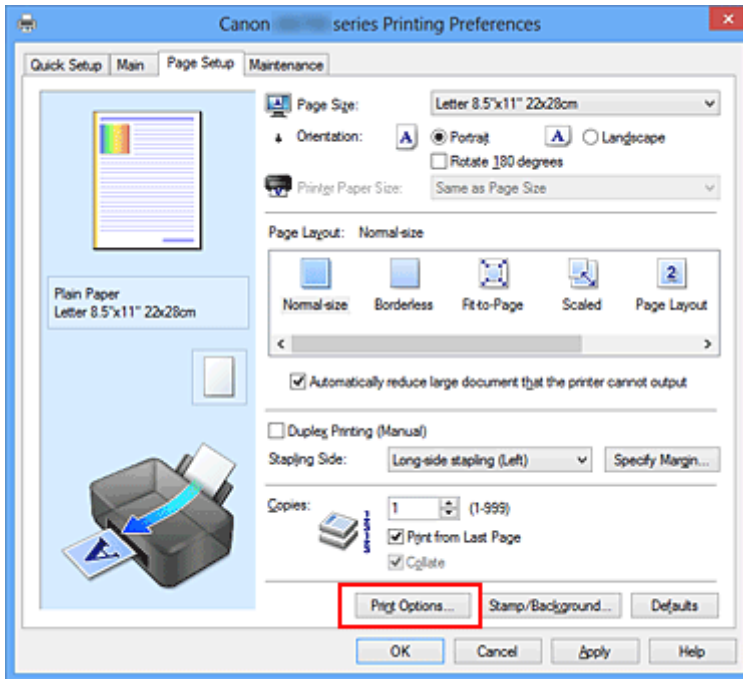 Canon series Printing Preferences
Quick Setup Main Page Setup Maintenance
Page Size: Letter 8.5"x11" 22x28cm
Orientation: A Portrait A Landscape
Rotate 180 degrees
Printer Paper Size: Same as Page Size
Page Layout: Normal-size
2
Normal-size Borderless Fit-to-Page Scaled Page Layout
Plain Paper
Letter 8.5"x11" 22x28cm
Automatically reduce large document that the printer cannot output
Duplex Printing (Manual)
Stapling Side: Long-side stapling (Left) Specify Margin...
Copies: 1 (1-999)
Print from Last Page
Collate
A
Print Options... Stamp/Background... Defaults
OK Cancel Apply Help